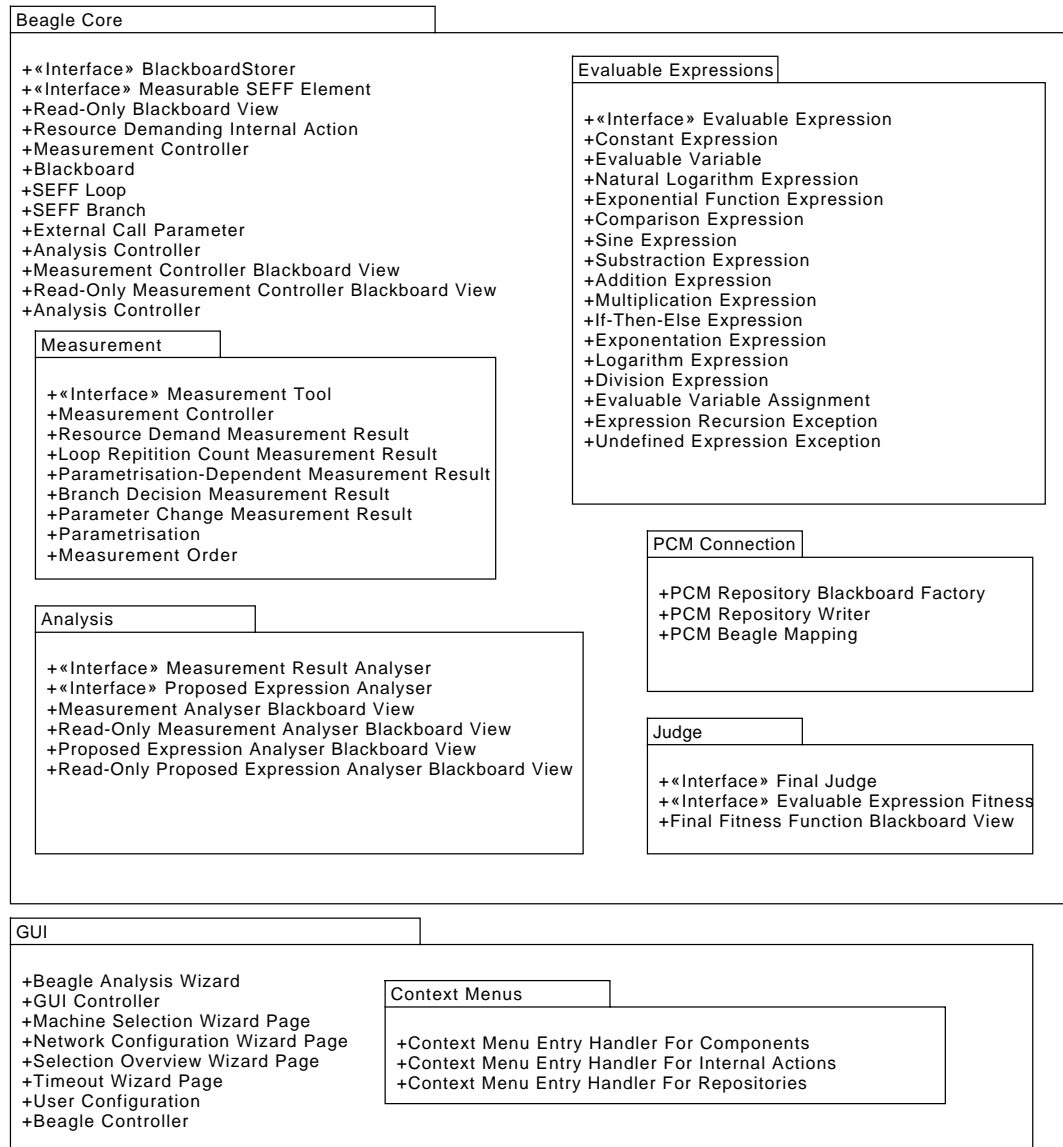 Beagle Core
+«Interface» BlackboardStorer
+«Interface» Measurable SEFF Element
+Read-Only Blackboard View
+Resource Demanding Internal Action
+Measurement Controller
+Blackboard
+SEFF Loop
+SEFF Branch
+External Call Parameter
+Analysis Controller
+Measurement Controller Blackboard View
+Read-Only Measurement Controller Blackboard View
+Analysis Controller
Measurement
+«Interface» Measurement Tool
+Measurement Controller
+Resource Demand Measurement Result
+Loop Repitition Count Measurement Result
+Parametrisation-Dependent Measurement Result
+Branch Decision Measurement Result
+Parameter Change Measurement Result
+Parametrisation
+Measurement Order
Analysis
+«Interface» Measurement Result Analyser
+«Interface» Proposed Expression Analyser
+Measurement Analyser Blackboard View
+Read-Only Measurement Analyser Blackboard View
+Proposed Expression Analyser Blackboard View
+Read-Only Proposed Expression Analyser Blackboard View
Evaluable Expressions
+«Interface» Evaluable Expression
+Constant Expression
+Evaluable Variable
+Natural Logarithm Expression
+Exponential Function Expression
+Comparison Expression
+Sine Expression
+Substraction Expression
+Addition Expression
+Multiplication Expression
+If-Then-Else Expression
+Exponentation Expression
+Logarithm Expression
+Division Expression
+Evaluable Variable Assignment
+Expression Recursion Exception
+Undefined Expression Exception
PCM Connection
+PCM Repository Blackboard Factory
+PCM Repository Writer
+PCM Beagle Mapping
Judge
+«Interface» Final Judge
+«Interface» Evaluable Expression Fitness
+Final Fitness Function Blackboard View
GUI
+Beagle Analysis Wizard
+GUI Controller
+Machine Selection Wizard Page
+Network Configuration Wizard Page
+Selection Overview Wizard Page
+Timeout Wizard Page
+User Configuration
+Beagle Controller
Context Menus
+Context Menu Entry Handler For Components
+Context Menu Entry Handler For Internal Actions
+Context Menu Entry Handler For Repositories